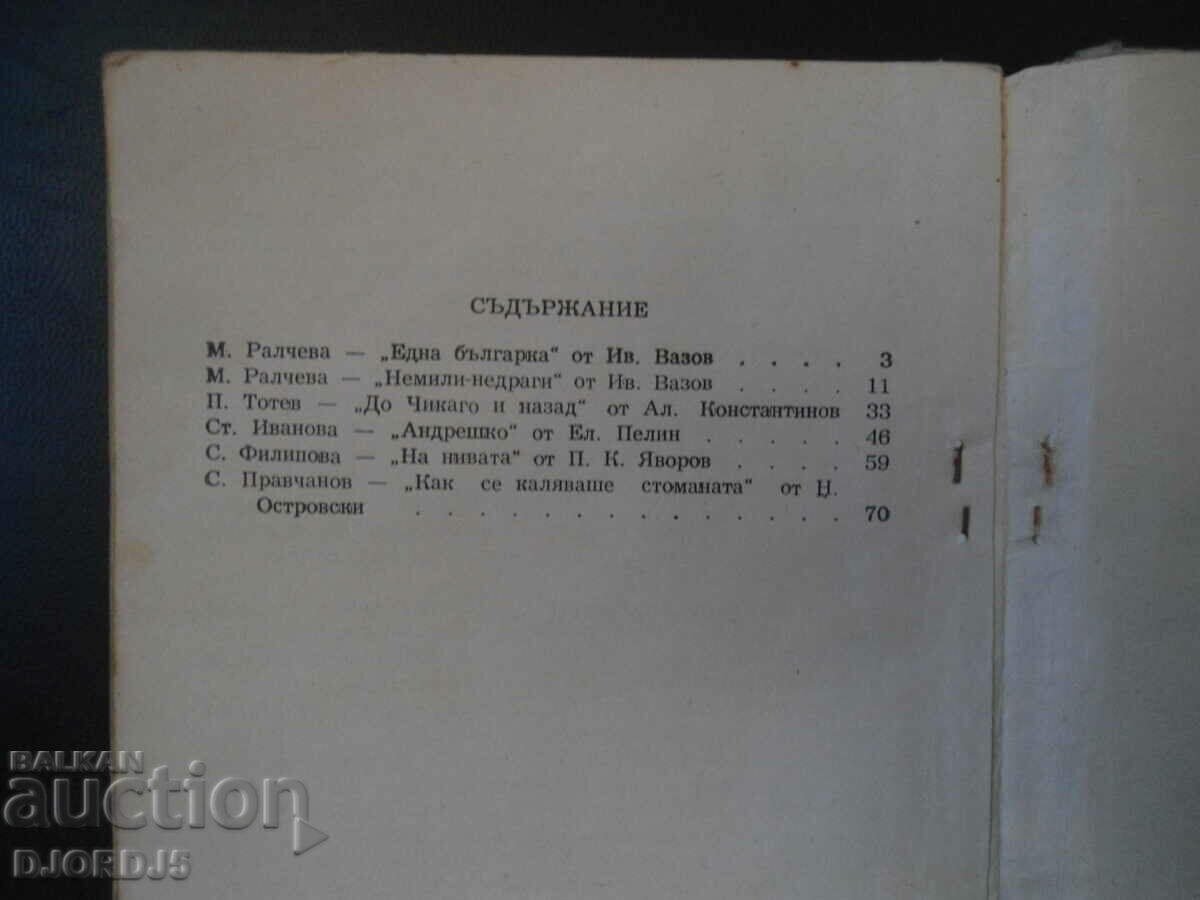 СЪДЪРЖАНИЕ
М. Ралчева — „Една българка“ от Ив. Вазов . . . . 3
М. Ралчева — „Немили-недраги“ от Ив. Вазов . . . . 11
П. Тотев — „До Чикаго и назад“ от Ал. Константинов 33
Ст. Иванова — „Андрешко“ от Ел. Пелин . . . . . 46
С. Филипова — „На нивата“ от П. К. Яворов . . . . 59
С. Правчанов — „Как се каляваше стоманата“ от Н.
Островски . . . . . . . . . . . . . 70
BALKAN
auction
DJORDJ5